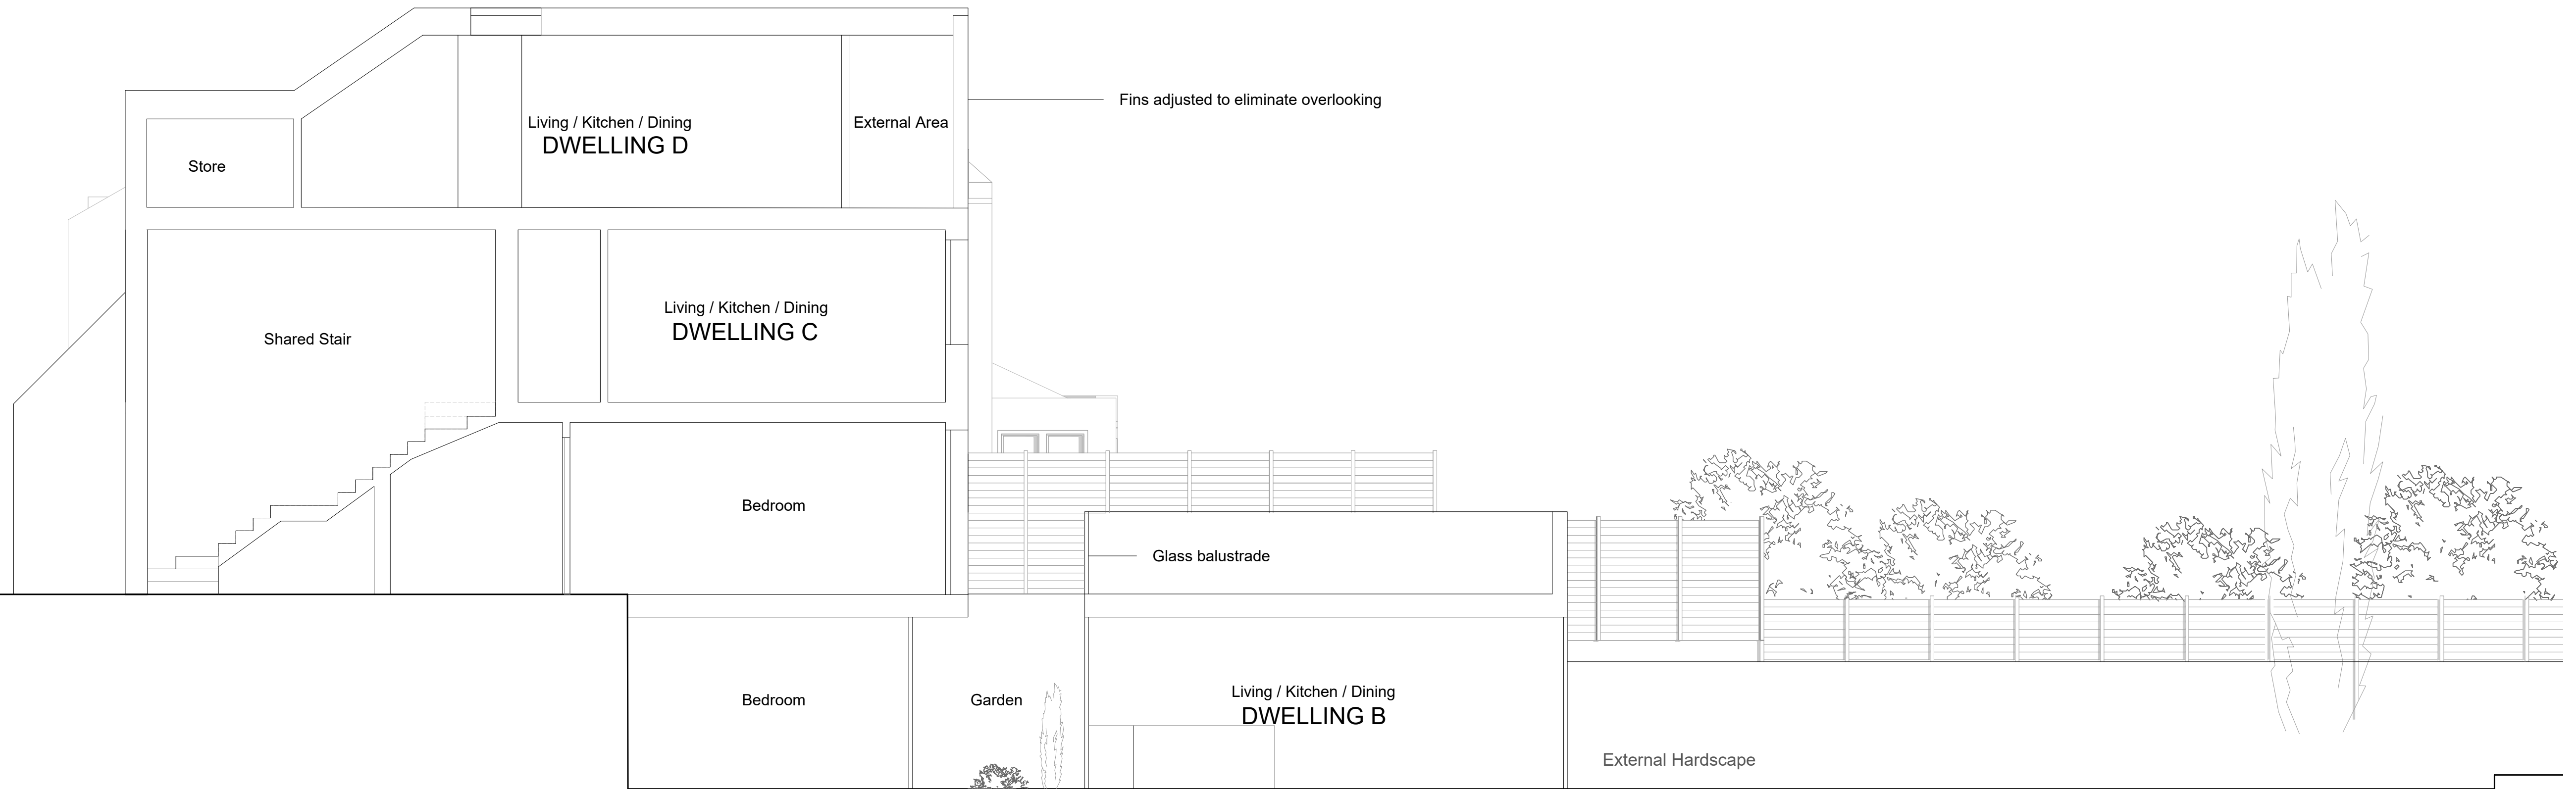 Fins adjusted to eliminate overlooking
Living / Kitchen / Dining
DWELLING D
External Area
Store
Living / Kitchen / Dining
DWELLING C
Shared Stair
Bedroom
Glass balustrade
Bedroom
Garden
Living / Kitchen / Dining
DWELLING B
External Hardscape